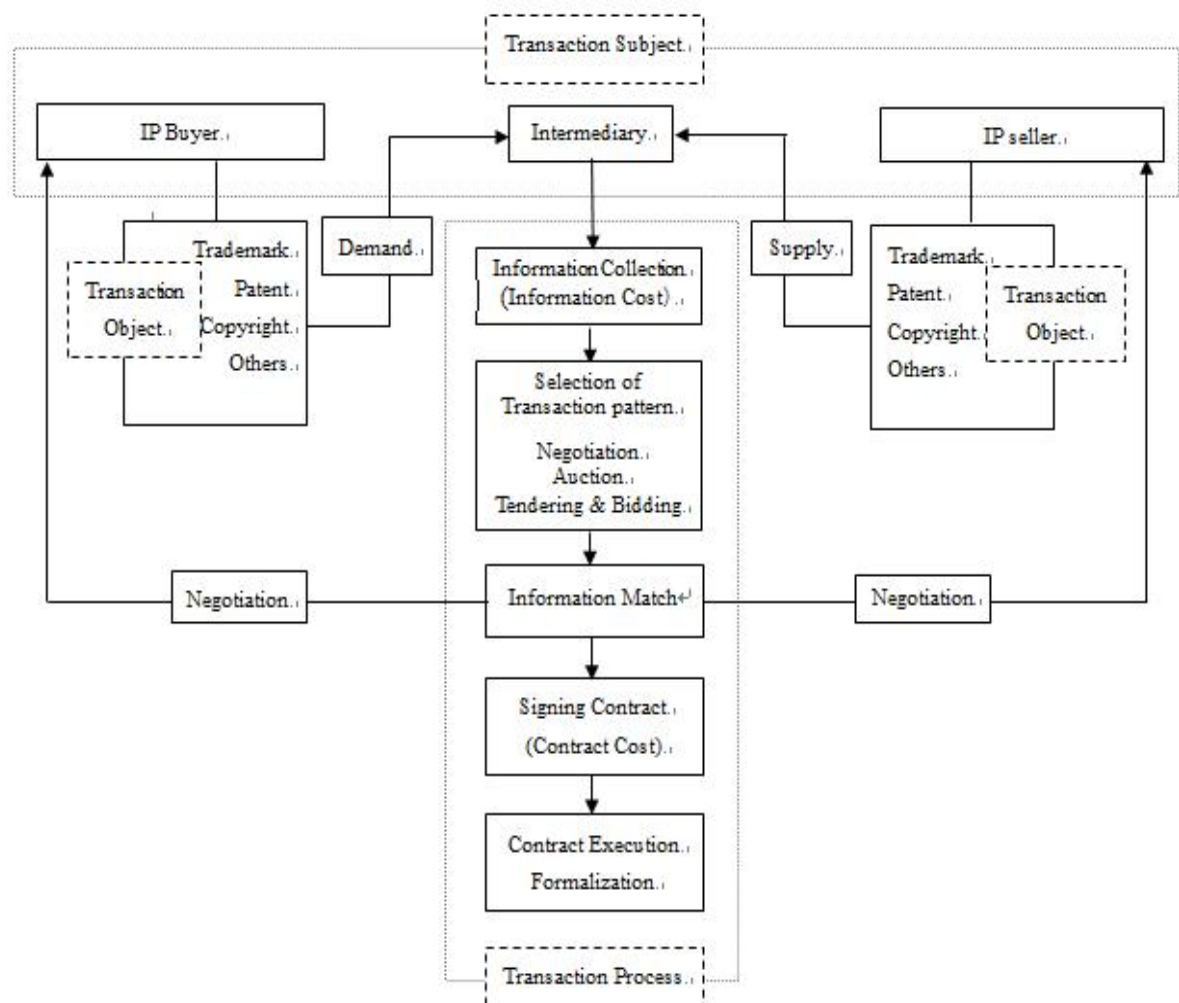 Transaction Subject.
IP Buyer.
Intermediary.
IP seller.
Demand.
Supply.
Trademark.
Patent.
Copyright.
Others.
Transaction
Object.
Trademark.
Patent.
Copyright.
Others.
Transaction
Object.
Information Collection.
(Information Cost).
Selection of
Transaction pattern.
Negotiation.
Auction.
Tendering & Bidding.
Negotiation.
Information Match↵
Negotiation.
Signing Contract.
(Contract Cost).
Contract Execution.
Formalization.
Transaction Process.